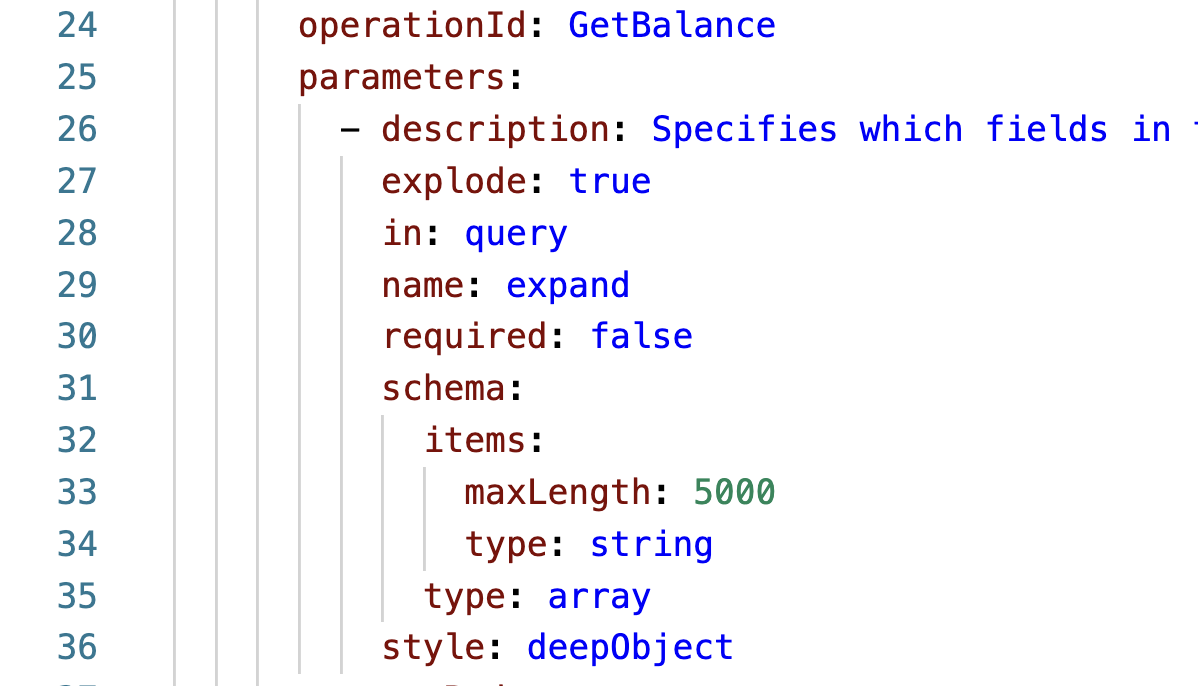 24 operationId: GetBalance
25 parameters:
26 - description: Specifies which fields in
27 explode: true
28 in: query
29 name: expand
30 required: false
31 schema:
32 items:
33 maxLength: 5000
34 type: string
35 type: array
36 style: deepObject